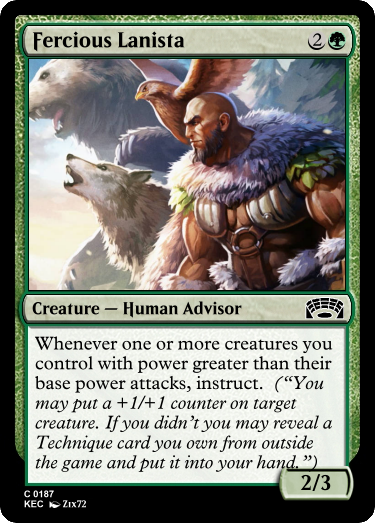 Fercious Lanista 2
Creature — Human Advisor
Whenever one or more creatures you
control with power greater than their
base power attacks, instruct. (“You
may put a +1/+1 counter on target
creature. If you didn’t you may reveal a
Technique card you own from outside
the game and put it into your hand.”)
2/3
C 0187
KEC Z1x72